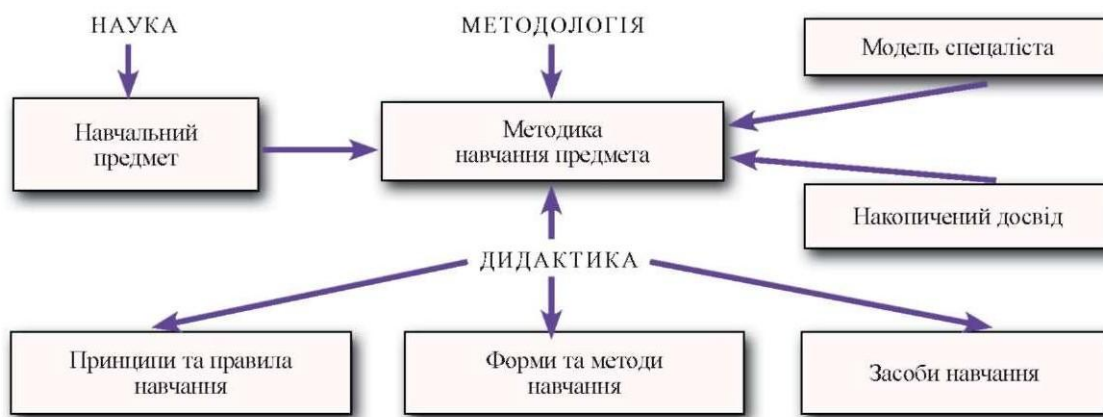 НАУКА
МЕТОДОЛОГІЯ
Модель спецаліста
Навчальний
предмет
Методика
навчання предмета
Накопичений досвід
ДИДАКТИКА
Принципи та правила
навчання
Форми та методи
навчання
Засоби навчання